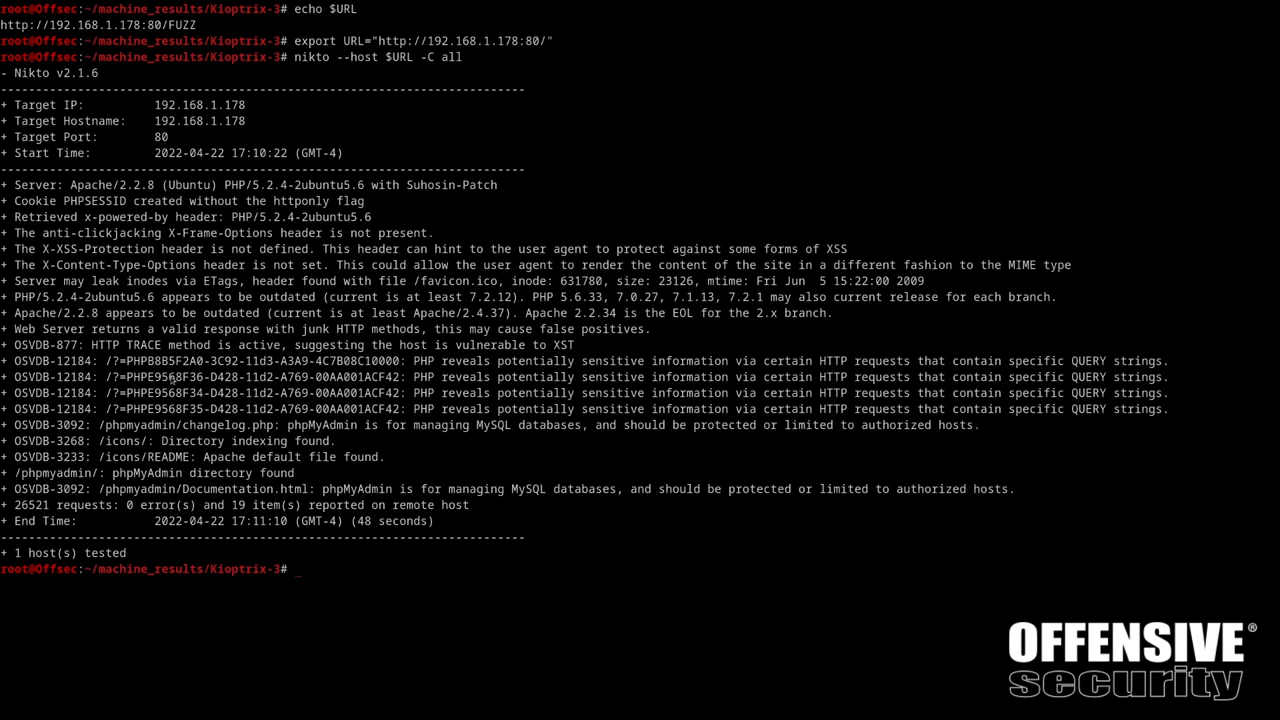 root@Offsec:~/machine_results/Kioptrix-3# echo $URL
http://192.168.1.178:80/FUZZ
root@Offsec:~/machine_results/Kioptrix-3# export URL="http://192.168.1.178:80/"
root@Offsec:~/machine_results/Kioptrix-3# nikto --host $URL -C all
- Nikto v2.1.6
---------------------------------------------------------------------------
+ Target IP:          192.168.1.178
+ Target Hostname:    192.168.1.178
+ Target Port:        80
+ Start Time:         2022-04-22 17:10:22 (GMT-4)
---------------------------------------------------------------------------
+ Server: Apache/2.2.8 (Ubuntu) PHP/5.2.4-2ubuntu5.6 with Suhosin-Patch
+ Cookie PHPSESSID created without the httponly flag
+ Retrieved x-powered-by header: PHP/5.2.4-2ubuntu5.6
+ The anti-clickjacking X-Frame-Options header is not present.
+ The X-XSS-Protection header is not defined. This header can hint to the user agent to protect against some forms of XSS
+ The X-Content-Type-Options header is not set. This could allow the user agent to render the content of the site in a different fashion to the MIME type
+ Server may leak inodes via ETags, header found with file /favicon.ico, inode: 631780, size: 23126, mtime: Fri Jun  5 15:22:00 2009
+ PHP/5.2.4-2ubuntu5.6 appears to be outdated (current is at least 7.2.12). PHP 5.6.33, 7.0.27, 7.1.13, 7.2.1 may also current release for each branch.
+ Apache/2.2.8 appears to be outdated (current is at least Apache/2.4.37). Apache 2.2.34 is the EOL for the 2.x branch.
+ Web Server returns a valid response with junk HTTP methods, this may cause false positives.
+ OSVDB-877: HTTP TRACE method is active, suggesting the host is vulnerable to XST
+ OSVDB-12184: /?=PHPB8B5F2A0-3C92-11d3-A3A9-4C7B08C10000: PHP reveals potentially sensitive information via certain HTTP requests that contain specific QUERY strings.
+ OSVDB-12184: /?=PHPE9568F36-D428-11d2-A769-00AA001ACF42: PHP reveals potentially sensitive information via certain HTTP requests that contain specific QUERY strings.
+ OSVDB-12184: /?=PHPE9568F34-D428-11d2-A769-00AA001ACF42: PHP reveals potentially sensitive information via certain HTTP requests that contain specific QUERY strings.
+ OSVDB-12184: /?=PHPE9568F35-D428-11d2-A769-00AA001ACF42: PHP reveals potentially sensitive information via certain HTTP requests that contain specific QUERY strings.
+ OSVDB-3092: /phpmyadmin/changelog.php: phpMyAdmin is for managing MySQL databases, and should be protected or limited to authorized hosts.
+ OSVDB-3268: /icons/: Directory indexing found.
+ OSVDB-3233: /icons/README: Apache default file found.
+ /phpmyadmin/: phpMyAdmin directory found
+ OSVDB-3092: /phpmyadmin/Documentation.html: phpMyAdmin is for managing MySQL databases, and should be protected or limited to authorized hosts.
+ 26521 requests: 0 error(s) and 19 item(s) reported on remote host
+ End Time:           2022-04-22 17:11:10 (GMT-4) (48 seconds)
---------------------------------------------------------------------------
+ 1 host(s) tested
root@Offsec:~/machine_results/Kioptrix-3# _
OFFENSIVE®
security